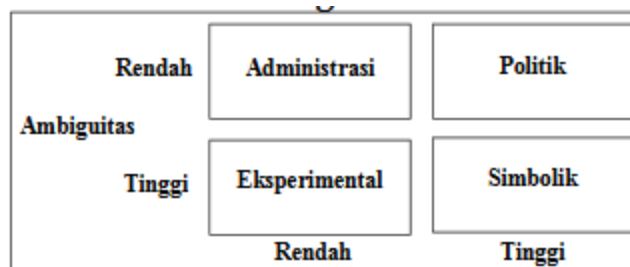 Rendah Administrasi Politik
Ambiguitas
Tinggi Eksperimental Simbolik
Rendah Tinggi